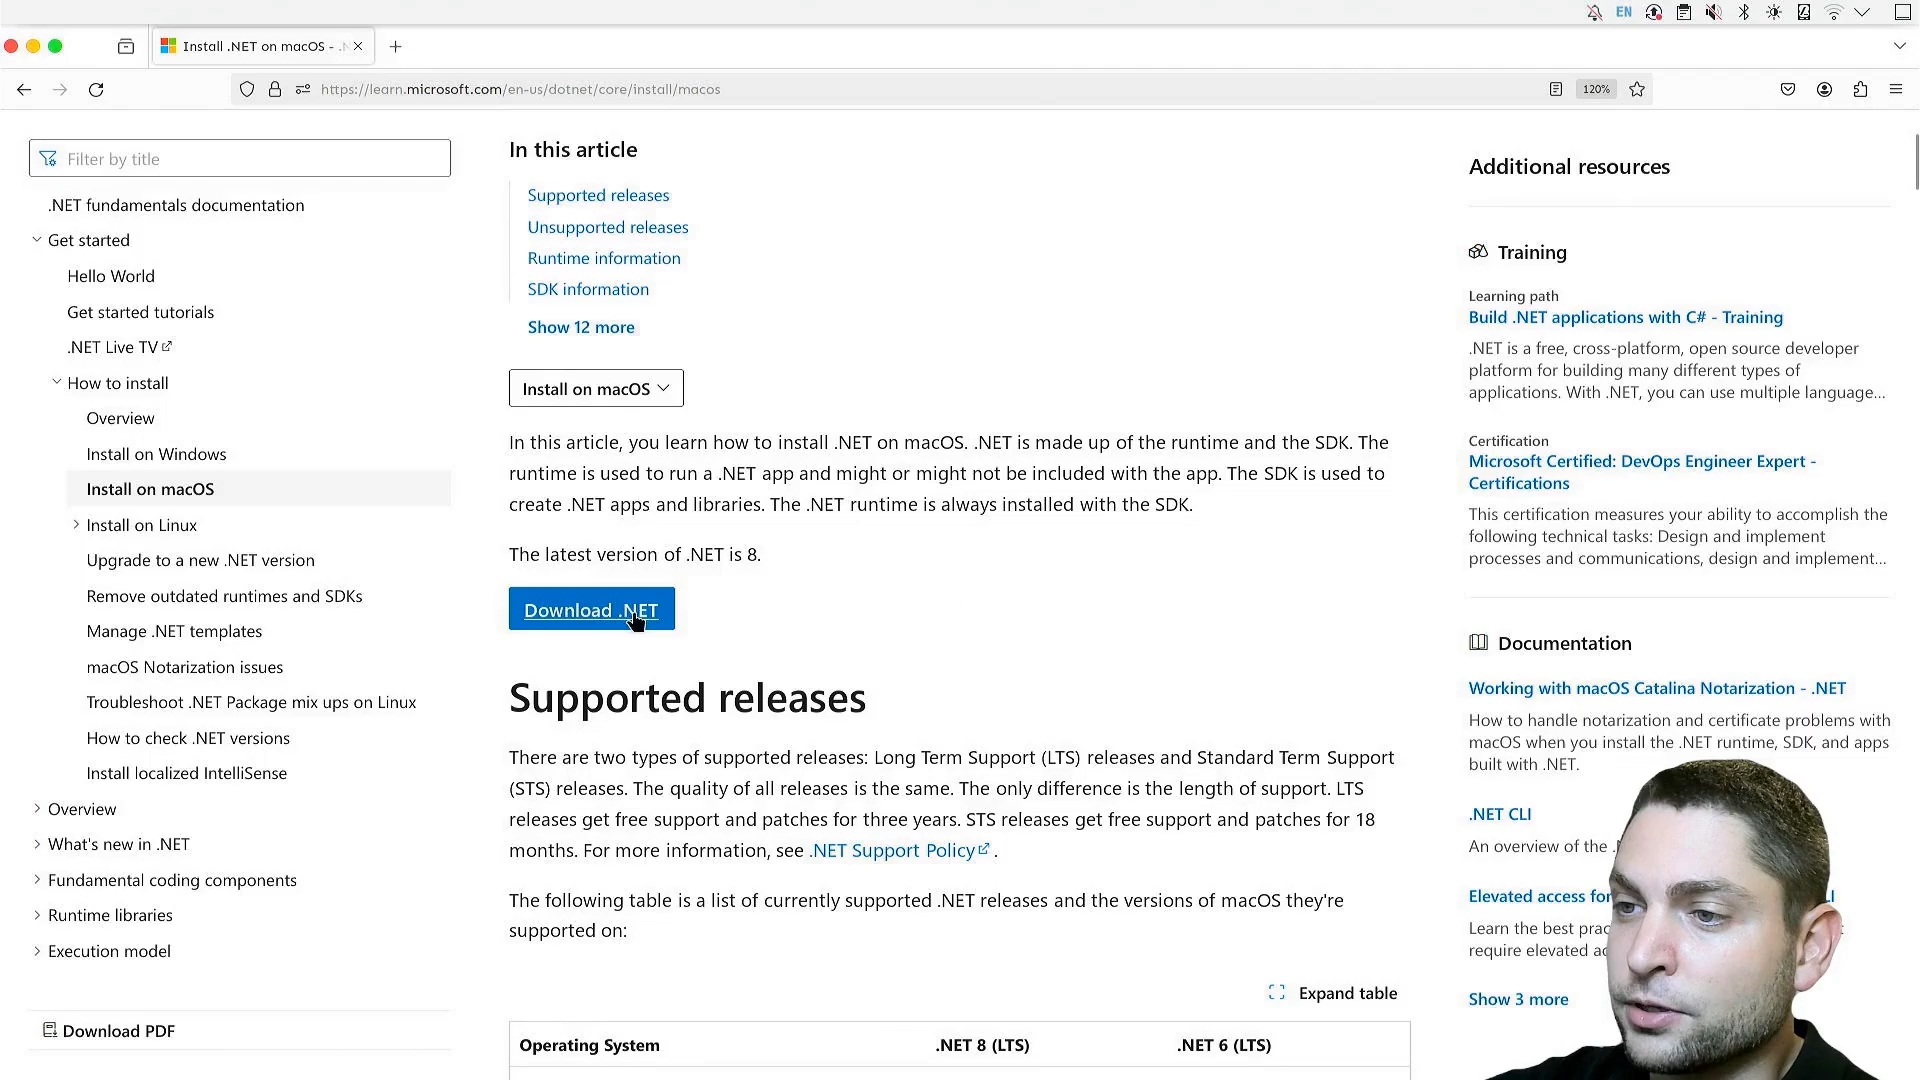 EN
Install .NET on macOS - .N
https://learn.microsoft.com/en-us/dotnet/core/install/macos
120%
Filter by title
.NET fundamentals documentation
Get started
Hello World
Get started tutorials
.NET Live TV
How to install
Overview
Install on Windows
Install on macOS
Install on Linux
Upgrade to a new .NET version
Remove outdated runtimes and SDKs
Manage .NET templates
macOS Notarization issues
Troubleshoot .NET Package mix ups on Linux
How to check .NET versions
Install localized IntelliSense
Overview
What's new in .NET
Fundamental coding components
Runtime libraries
Execution model
Download PDF
In this article
Supported releases
Unsupported releases
Runtime information
SDK information
Show 12 more
Install on macOS
In this article, you learn how to install .NET on macOS. .NET is made up of the runtime and the SDK. The
runtime is used to run a .NET app and might or might not be included with the app. The SDK is used to
create .NET apps and libraries. The .NET runtime is always installed with the SDK.
The latest version of .NET is 8.
Download .NET
Supported releases
There are two types of supported releases: Long Term Support (LTS) releases and Standard Term Support
(STS) releases. The quality of all releases is the same. The only difference is the length of support. LTS
releases get free support and patches for three years. STS releases get free support and patches for 18
months. For more information, see .NET Support Policy .
The following table is a list of currently supported .NET releases and the versions of macOS they're
supported on:
Expand table
Operating System .NET 8 (LTS) .NET 6 (LTS)
Additional resources
Training
Learning path
Build .NET applications with C# - Training
.NET is a free, cross-platform, open source developer
platform for building many different types of
applications. With .NET, you can use multiple language...
Certification
Microsoft Certified: DevOps Engineer Expert -
Certifications
This certification measures your ability to accomplish the
following technical tasks: Design and implement
processes and communications, design and implement...
Documentation
Working with macOS Catalina Notarization - .NET
How to handle notarization and certificate problems with
macOS when you install the .NET runtime, SDK, and apps
built with .NET.
.NET CLI
An overview of the
Elevated access for
Learn the best
require elevated
Show 3 more